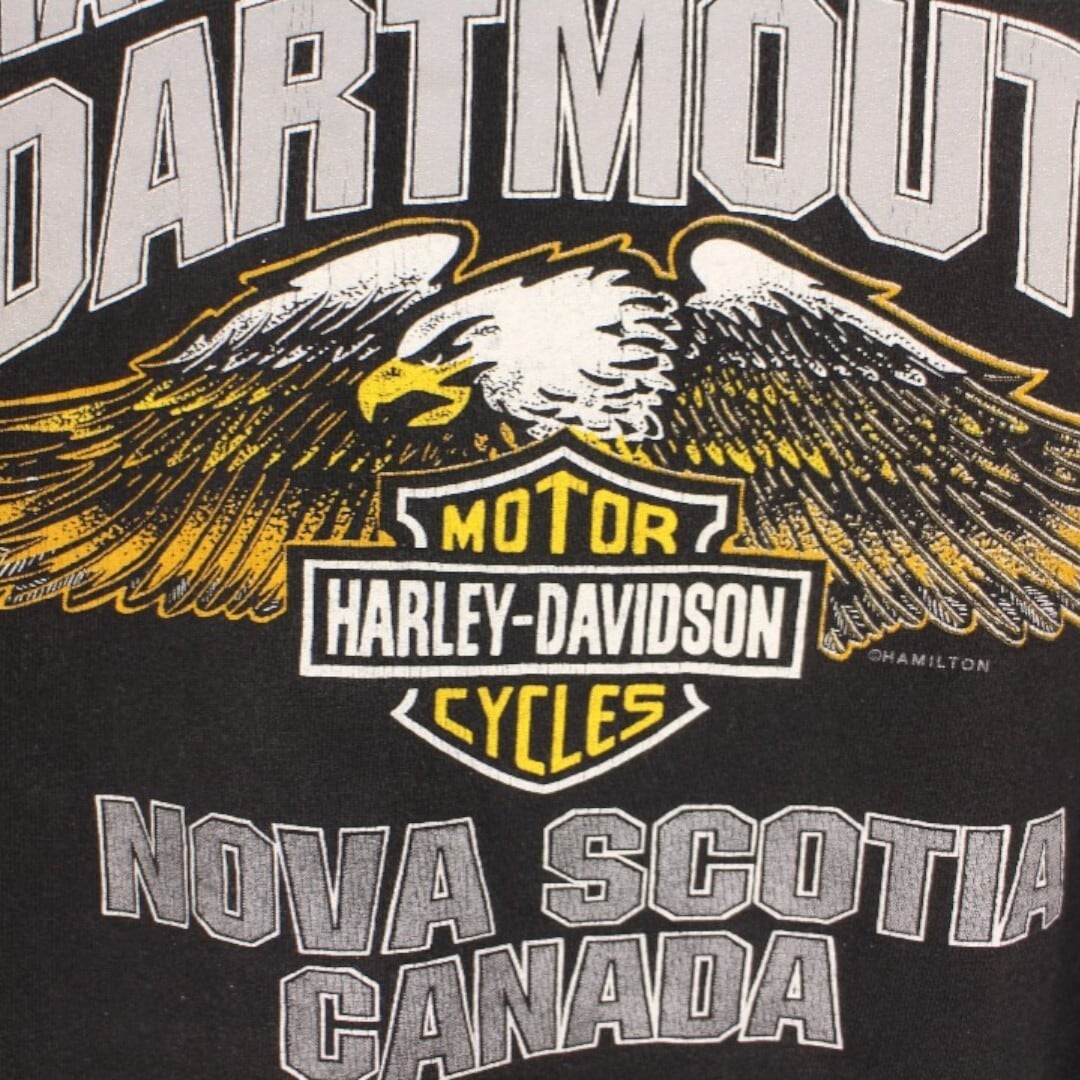 DARTMOUT
MOTOR
HARLEY-DAVIDSON
CYCLES
©HAMILTON
NOVA SCOTIA
CANADA